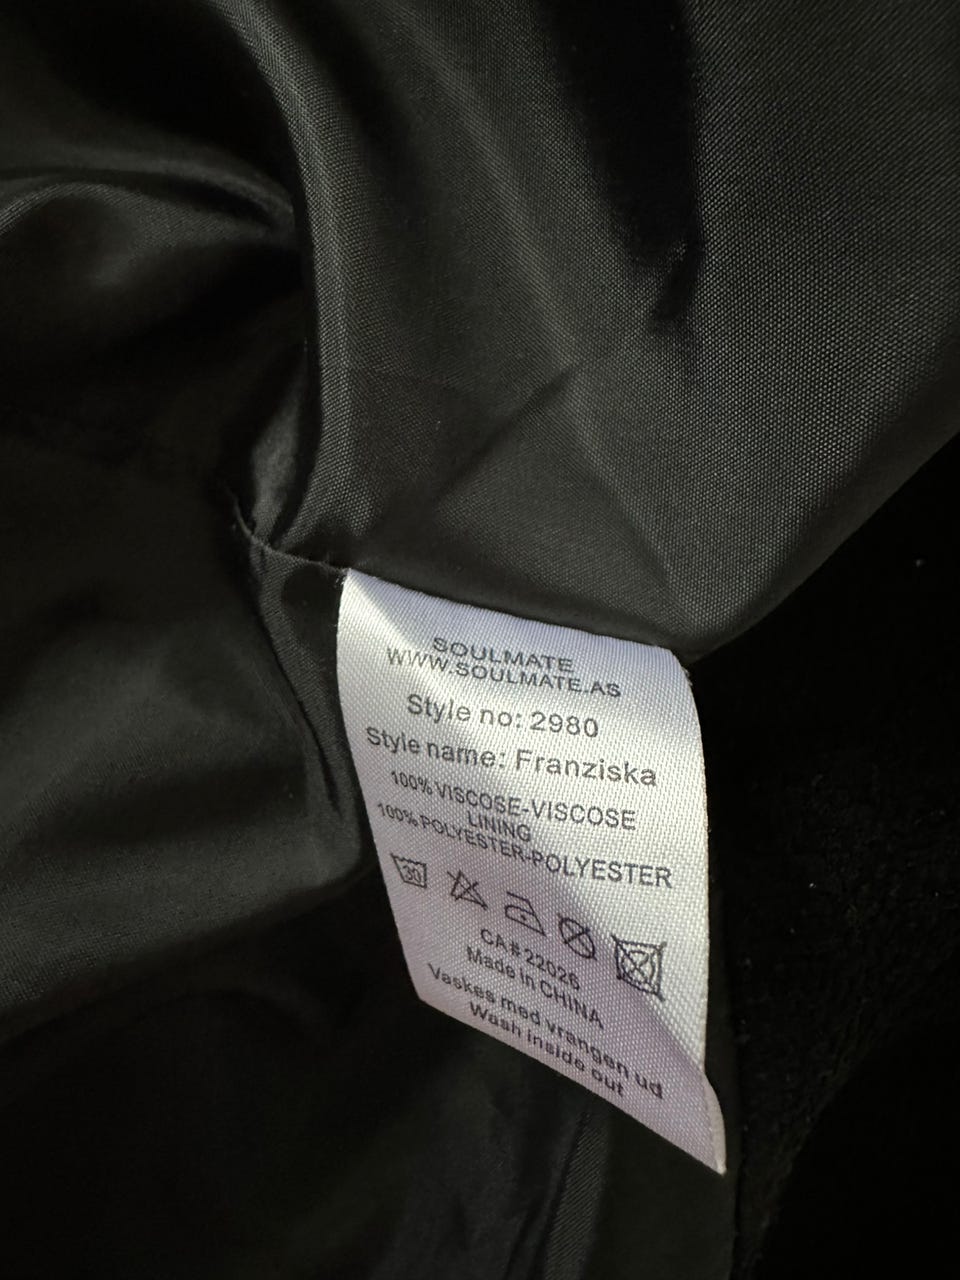 SOULMATE
WWW.SOULMATE.AS
Style no: 2980
Style name: Franziska
100% VISCOSE-VISCOSE
LINING
100% POLYESTER-POLYESTER
30
CA# 22026
Made in CHINA
Vaskes med vrangen ud
Wash inside out